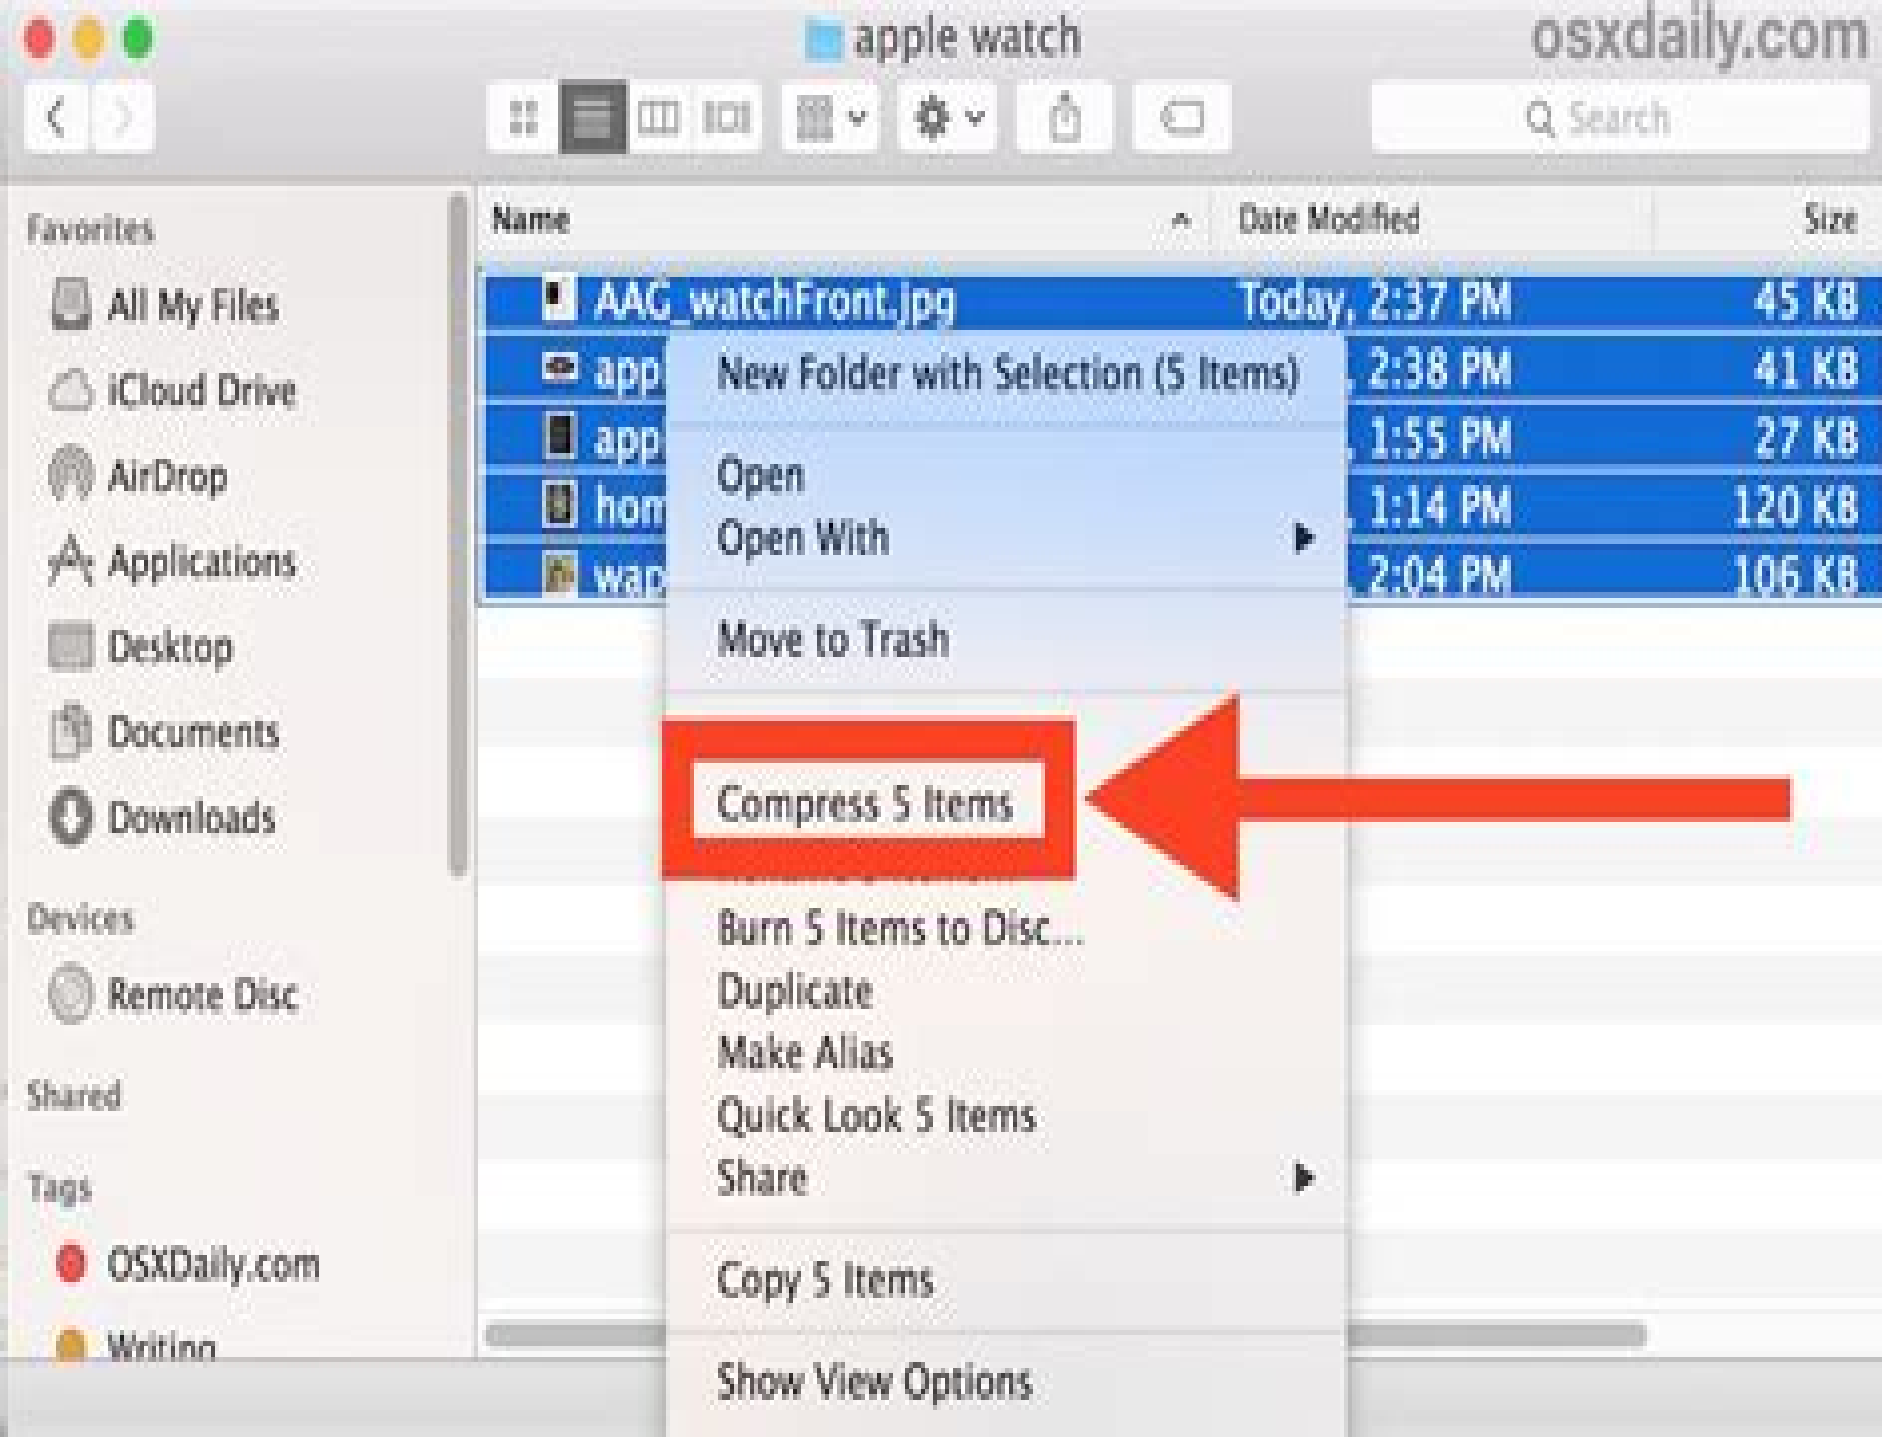 apple watch
osxdaily.com
Search
Favorites
All My Files
iCloud Drive
AirDrop
Applications
Desktop
Documents
Downloads
Devices
Remote Disc
Shared
Tags
OSXDaily.com
Writing
Name Date Modified Size
AAG_watchFront.jpg Today, 2:37 PM 45 KB
app , 2:38 PM 41 KB
app , 1:55 PM 27 KB
hom , 1:14 PM 120 KB
, 2:04 PM 106 KB
New Folder with Selection (5 Items)
Open
Open With
Move to Trash
Compress 5 Items
Burn 5 Items to Disc...
Duplicate
Make Alias
Quick Look 5 Items
Share
Copy 5 Items
Show View Options